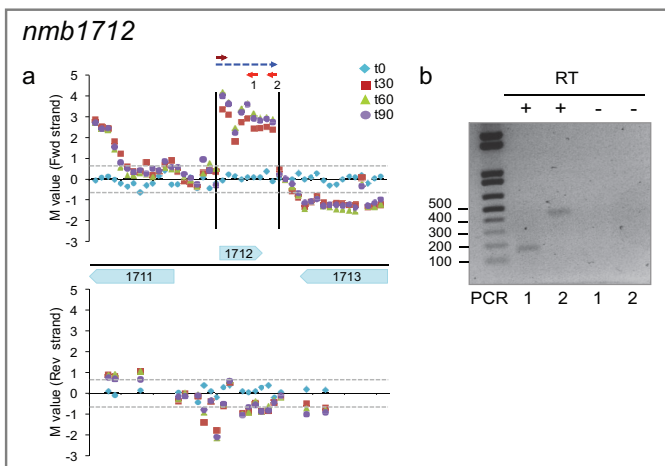 nmb1712
a
5
4
3
2
1
0
-1
-2
-3
M value (Fwd strand)
1 2
t0
t30
t60
t90
1712
1711 1713
5
4
3
2
1
0
-1
-2
-3
M value (Rev strand)
b
RT
+ + - -
500
400
300
200
100
PCR 1 2 1 2